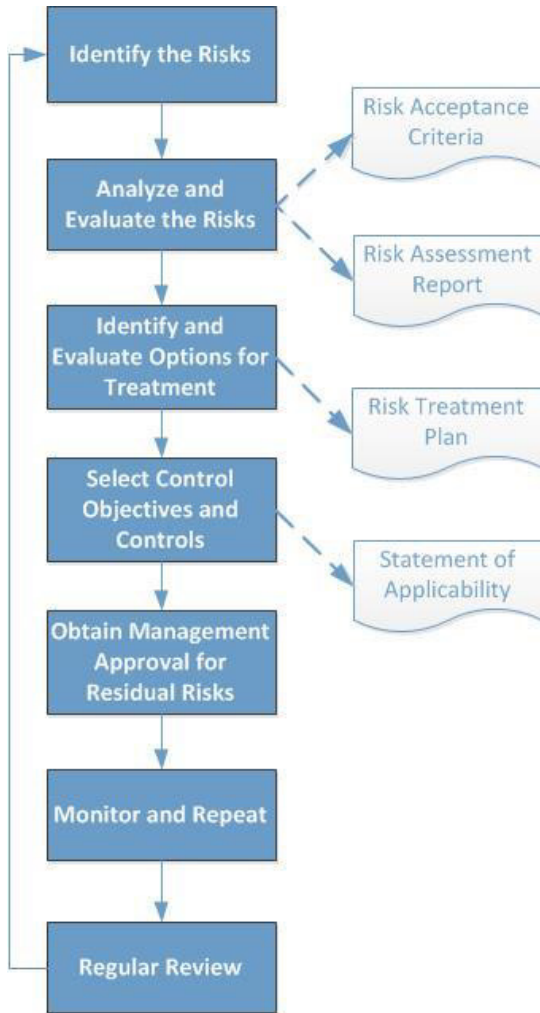 Identify the Risks
Risk Acceptance
Criteria
Analyze and
Evaluate the Risks
Risk Assessment
Report
Identify and
Evaluate Options for
Treatment
Risk Treatment
Plan
Select Control
Objectives and
Controls
Statement of
Applicability
Obtain Management
Approval for
Residual Risks
Monitor and Repeat
Regular Review